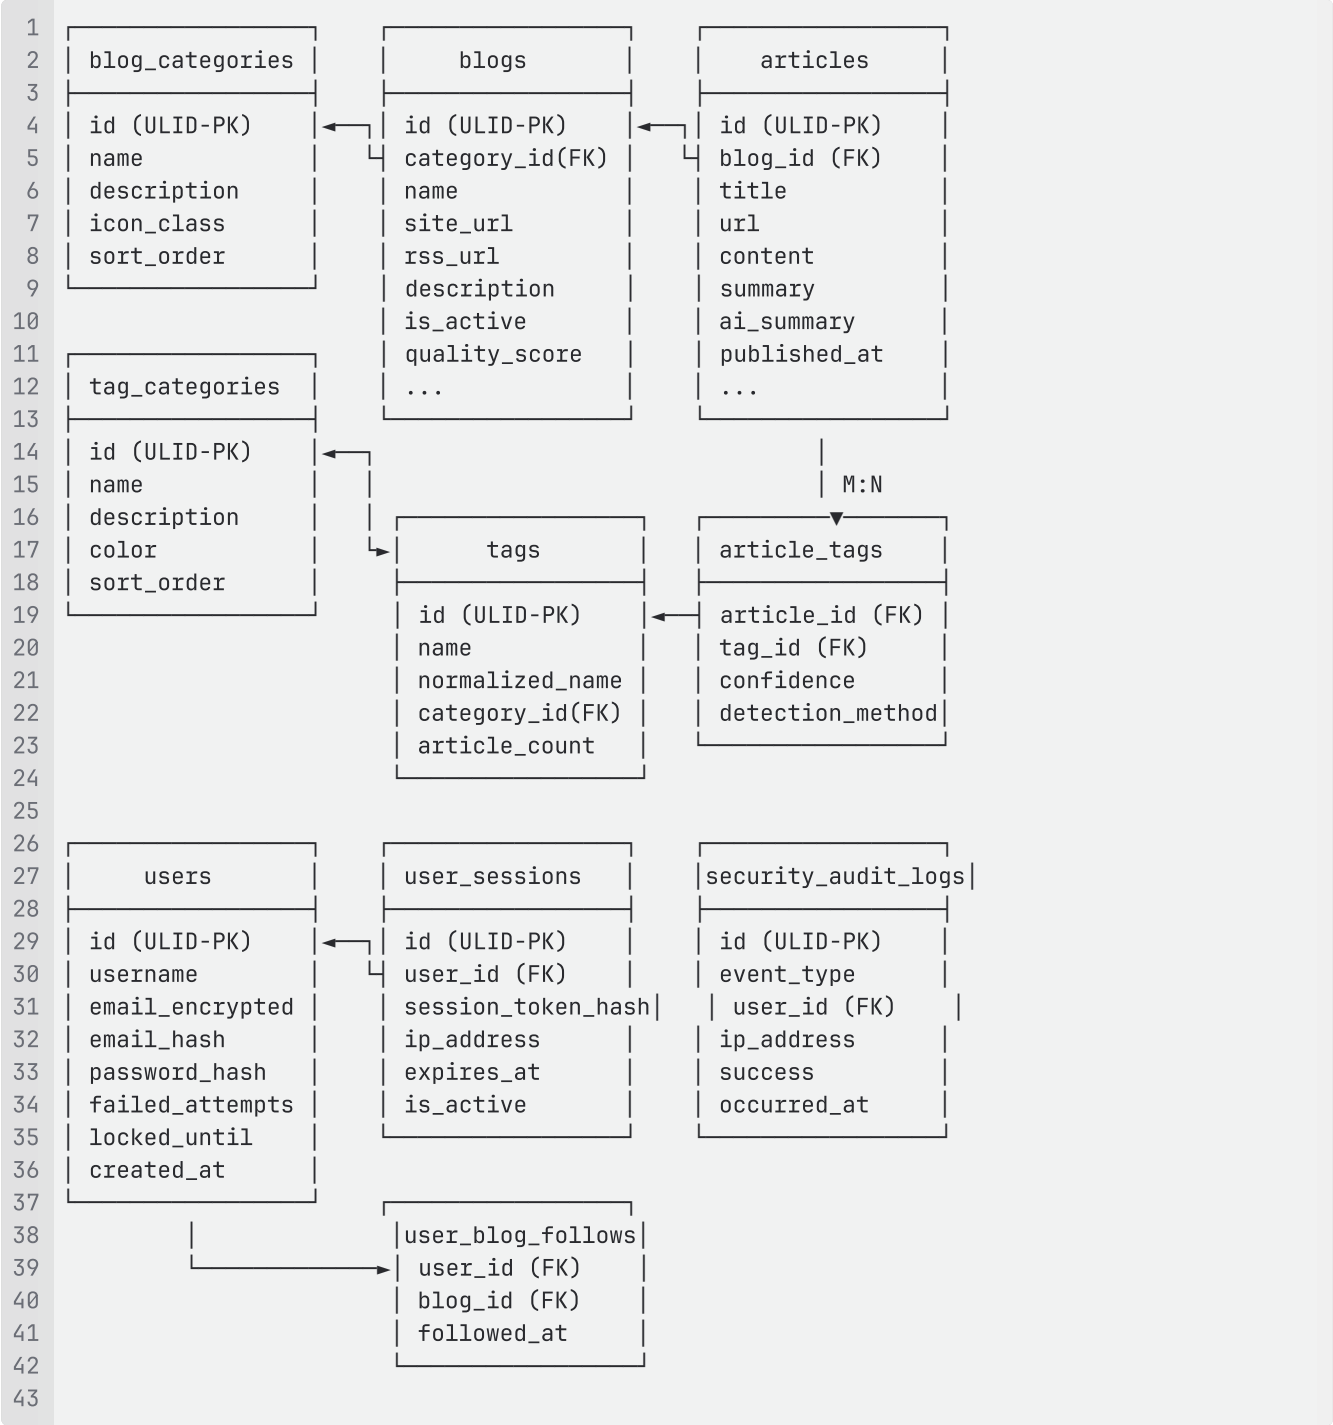 1 ┌──────────────────┐    ┌──────────────────┐    ┌──────────────────┐
2 │ blog_categories  │    │      blogs       │    │     articles     │
3 ├──────────────────┤    ├──────────────────┤    ├──────────────────┤
4 │ id (ULID-PK)     │◄──┐│ id (ULID-PK)     │◄──┐│ id (ULID-PK)     │
5 │ name             │   └┤ category_id(FK)  │   └┤ blog_id (FK)     │
6 │ description      │    │ name             │    │ title            │
7 │ icon_class       │    │ site_url         │    │ url              │
8 │ sort_order       │    │ rss_url          │    │ content          │
9 └──────────────────┘    │ description      │    │ summary          │
10                         │ is_active        │    │ ai_summary       │
11 ┌──────────────────┐    │ quality_score    │    │ published_at     │
12 │ tag_categories   │    │ ...              │    │ ...              │
13 ├──────────────────┤    └──────────────────┘    └──────────────────┘
14 │ id (ULID-PK)     │◄──┐                                 │
15 │ name             │   │                                 │ M:N
16 │ description      │   │ ┌──────────────────┐   ┌─────────▼────────┐
17 │ color            │   └►│      tags        │   │ article_tags     │
18 │ sort_order       │     ├──────────────────┤   ├──────────────────┤
19 └──────────────────┘     │ id (ULID-PK)     │◄──┤ article_id (FK)  │
20                          │ name             │   │ tag_id (FK)      │
21                          │ normalized_name  │   │ confidence       │
22                          │ category_id(FK)  │   │ detection_method│
23                          │ article_count    │   └──────────────────┘
24                          └──────────────────┘
25
26 ┌──────────────────┐    ┌──────────────────┐    ┌──────────────────┐
27 │     users        │    │ user_sessions    │    │security_audit_logs│
28 ├──────────────────┤    ├──────────────────┤    ├──────────────────┤
29 │ id (ULID-PK)     │◄──┐│ id (ULID-PK)     │    │ id (ULID-PK)     │
30 │ username         │   └┤ user_id (FK)     │    │ event_type       │
31 │ email_encrypted  │    │ session_token_hash│    │ user_id (FK)     │
32 │ email_hash       │    │ ip_address       │    │ ip_address       │
33 │ password_hash    │    │ expires_at       │    │ success          │
34 │ failed_attempts  │    │ is_active        │    │ occurred_at      │
35 │ locked_until     │    └──────────────────┘    └──────────────────┘
36 │ created_at       │
37 └──────────────────┘    ┌──────────────────┐
38          │               │user_blog_follows│
39          └──────────────►│ user_id (FK)     │
40                          │ blog_id (FK)     │
41                          │ followed_at      │
42                          └──────────────────┘
43